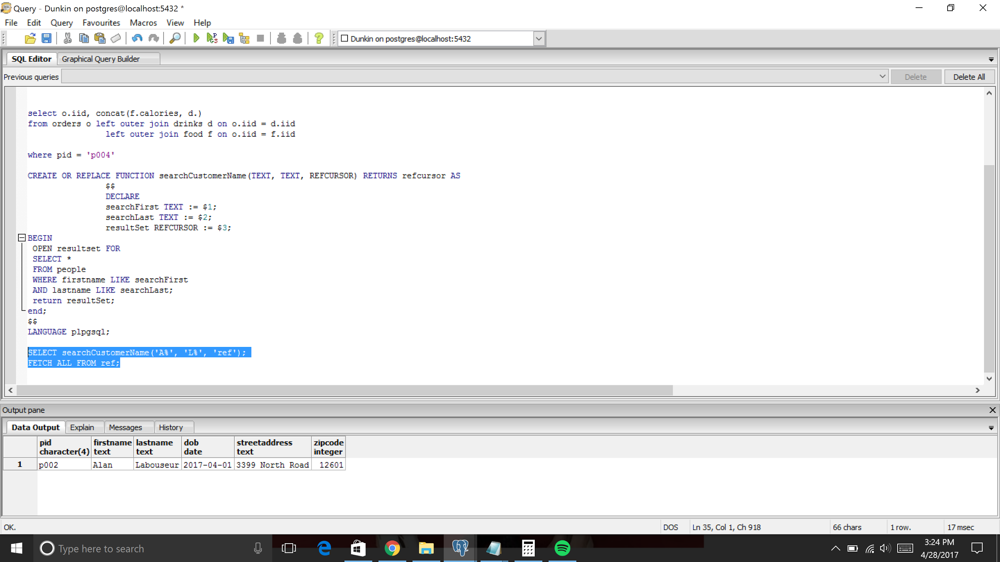 Query - Dunkin on postgres@localhost:5432 *
File Edit Query Favourites Macros View Help
Dunkin on postgres@localhost:5432
SQL Editor Graphical Query Builder
Previous queries Delete Delete All
select o.iid, concat(f.calories, d.)
from orders o left outer join drinks d on o.iid = d.iid
left outer join food f on o.iid = f.iid
where pid = 'p004'
CREATE OR REPLACE FUNCTION searchCustomerName(TEXT, TEXT, REFCURSOR) RETURNS refcursor AS
$$
DECLARE
searchFirst TEXT := $1;
searchLast TEXT := $2;
resultSet REFCURSOR := $3;
BEGIN
OPEN resultset FOR
SELECT *
FROM people
WHERE firstname LIKE searchFirst
AND lastname LIKE searchLast;
return resultSet;
end;
$$
LANGUAGE plpgsql;
SELECT searchCustomerName('A%', 'L%', 'ref');
FETCH ALL FROM ref;
Output pane
Data Output Explain Messages History
pid firstname lastname dob streetaddress zipcode
character(4) text text date text integer
1 p002 Alan Labouseur 2017-04-01 3399 North Road 12601
OK. DOS Ln 35, Col 1, Ch 918 66 chars 1 row. 17 msec
Type here to search
3:24 PM
4/28/2017